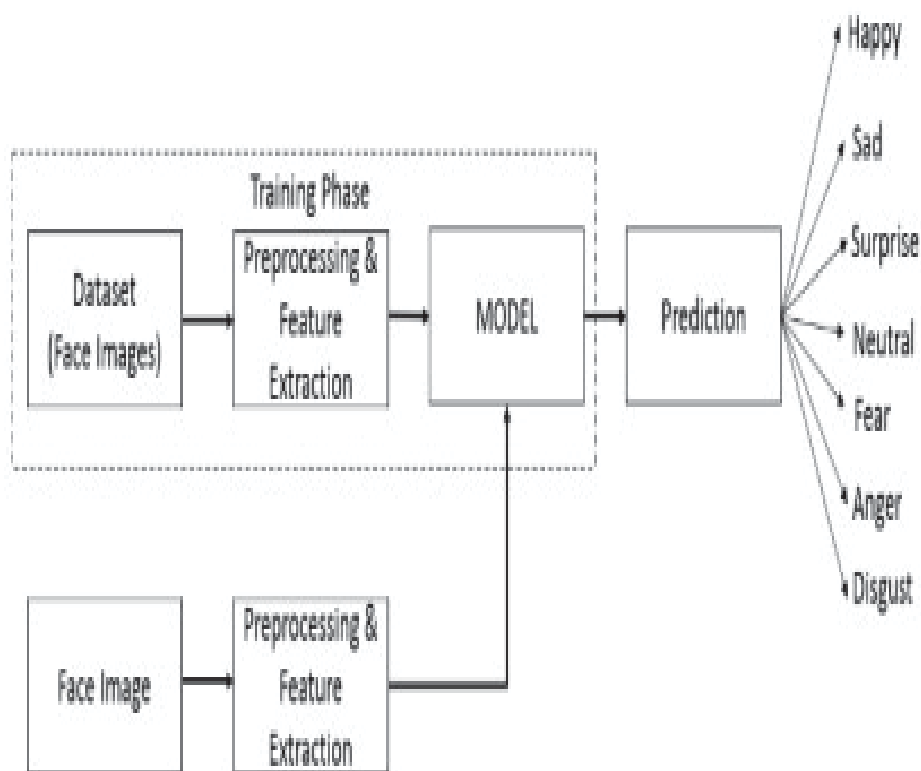 Training Phase
Dataset
(Face Images)
Preprocessing &
Feature
Extraction
MODEL
Prediction
Happy
Sad
Surprise
Neutral
Fear
Anger
Disgust
Face Image
Preprocessing &
Feature
Extraction